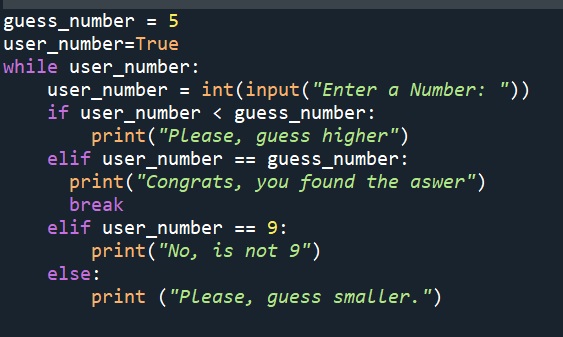 guess_number = 5
user_number=True
while user_number:
    user_number = int(input("Enter a Number: "))
    if user_number < guess_number:
        print("Please, guess higher")
    elif user_number == guess_number:
      print("Congrats, you found the aswer")
      break
    elif user_number == 9:
        print("No, is not 9")
    else:
        print ("Please, guess smaller.")